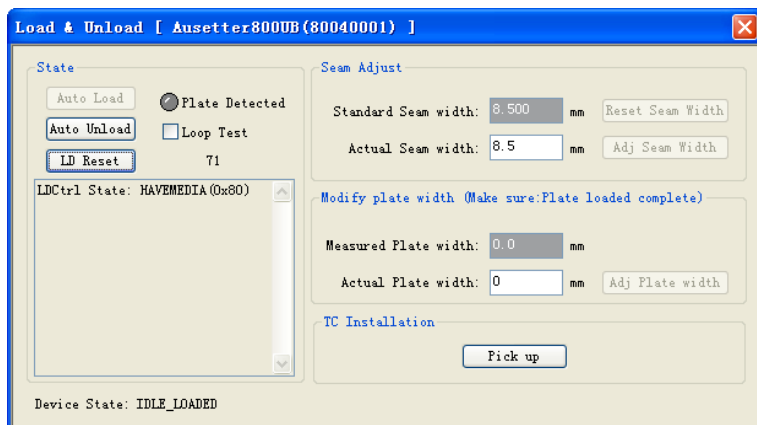 Load & Unload [ Ausetter800UB(80040001) ]
State
Auto Load
Plate Detected
Auto Unload
Loop Test
LD Reset
71
LDCtrl State: HAVEMEDIA(0x80)
Device State: IDLE_LOADED
Seam Adjust
Standard Seam width: 8.500 mm Reset Seam Width
Actual Seam width: 8.5 mm Adj Seam Width
Modify plate width (Make sure:Plate loaded complete)
Measured Plate width: 0.0 mm
Actual Plate width: 0 mm Adj Plate width
TC Installation
Pick up